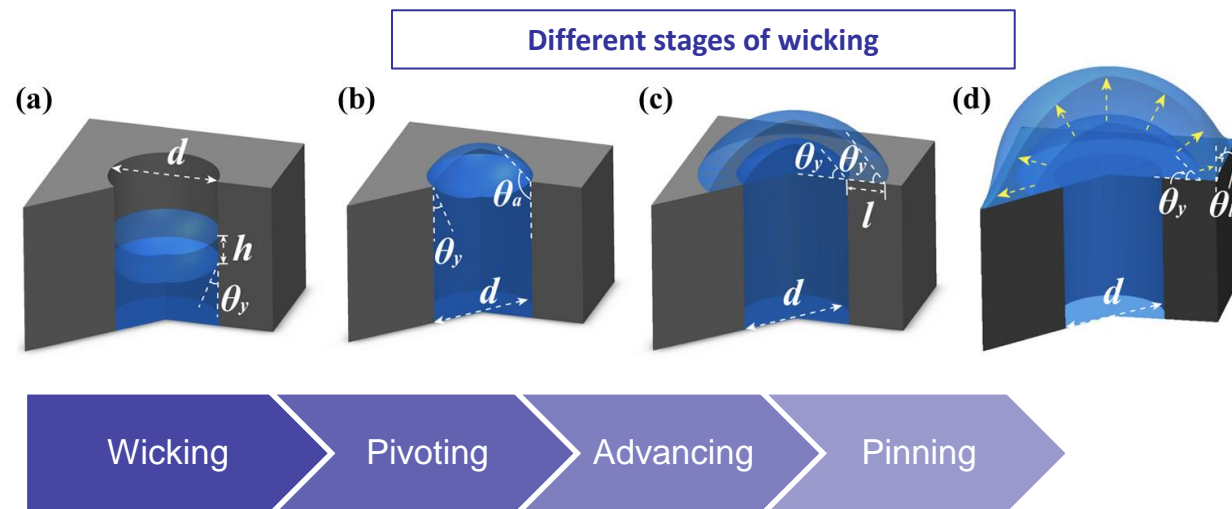 Different stages of wicking
(a)
d
h
θy
(b)
θa
θy
d
(c)
θy θy
l
d
(d)
θy
d
Wicking
Pivoting
Advancing
Pinning